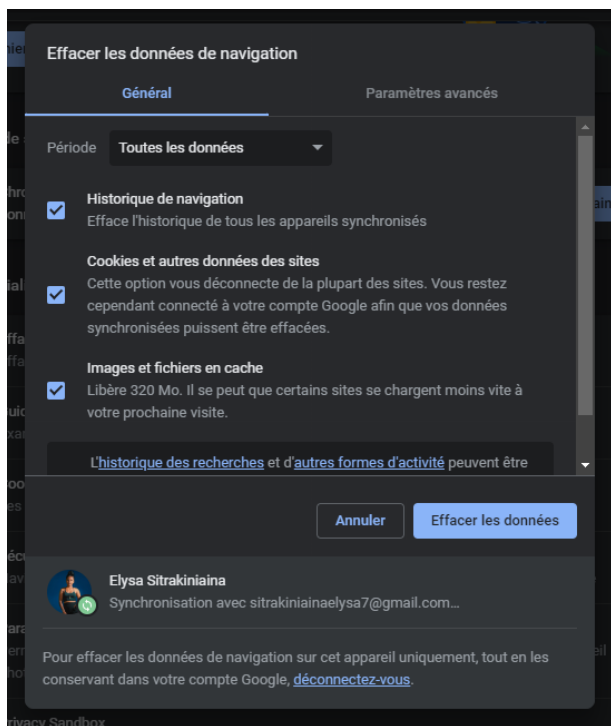 Effacer les données de navigation
Général
Paramètres avancés
Période
Toutes les données
Historique de navigation
Efface l'historique de tous les appareils synchronisés
Cookies et autres données des sites
Cette option vous déconnecte de la plupart des sites. Vous restez
cependant connecté à votre compte Google afin que vos données
synchronisées puissent être effacées.
Images et fichiers en cache
Libère 320 Mo. Il se peut que certains sites se chargent moins vite à
votre prochaine visite.
L'historique des recherches et d'autres formes d'activité peuvent être
Annuler
Effacer les données
Elysa Sitrakiniaina
Synchronisation avec sitrakiniainaelysa7@gmail.com...
Pour effacer les données de navigation sur cet appareil uniquement, tout en les
conservant dans votre compte Google, déconnectez-vous.
Privacy Sandbox